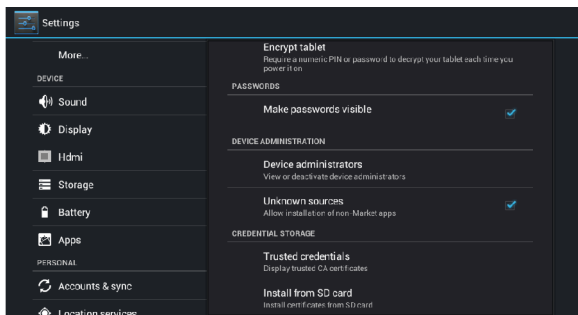 Settings
More...
DEVICE
Sound
Display
Hdmi
Storage
Battery
Apps
PERSONAL
Accounts & sync
Location services
Encrypt tablet
Require a numeric PIN or password to decrypt your tablet each time you
power it on
PASSWORDS
Make passwords visible
DEVICE ADMINISTRATION
Device administrators
View or deactivate device administrators
Unknown sources
Allow installation of non-Market apps
CREDENTIAL STORAGE
Trusted credentials
Display trusted CA certificates
Install from SD card
Install certificates from SD card